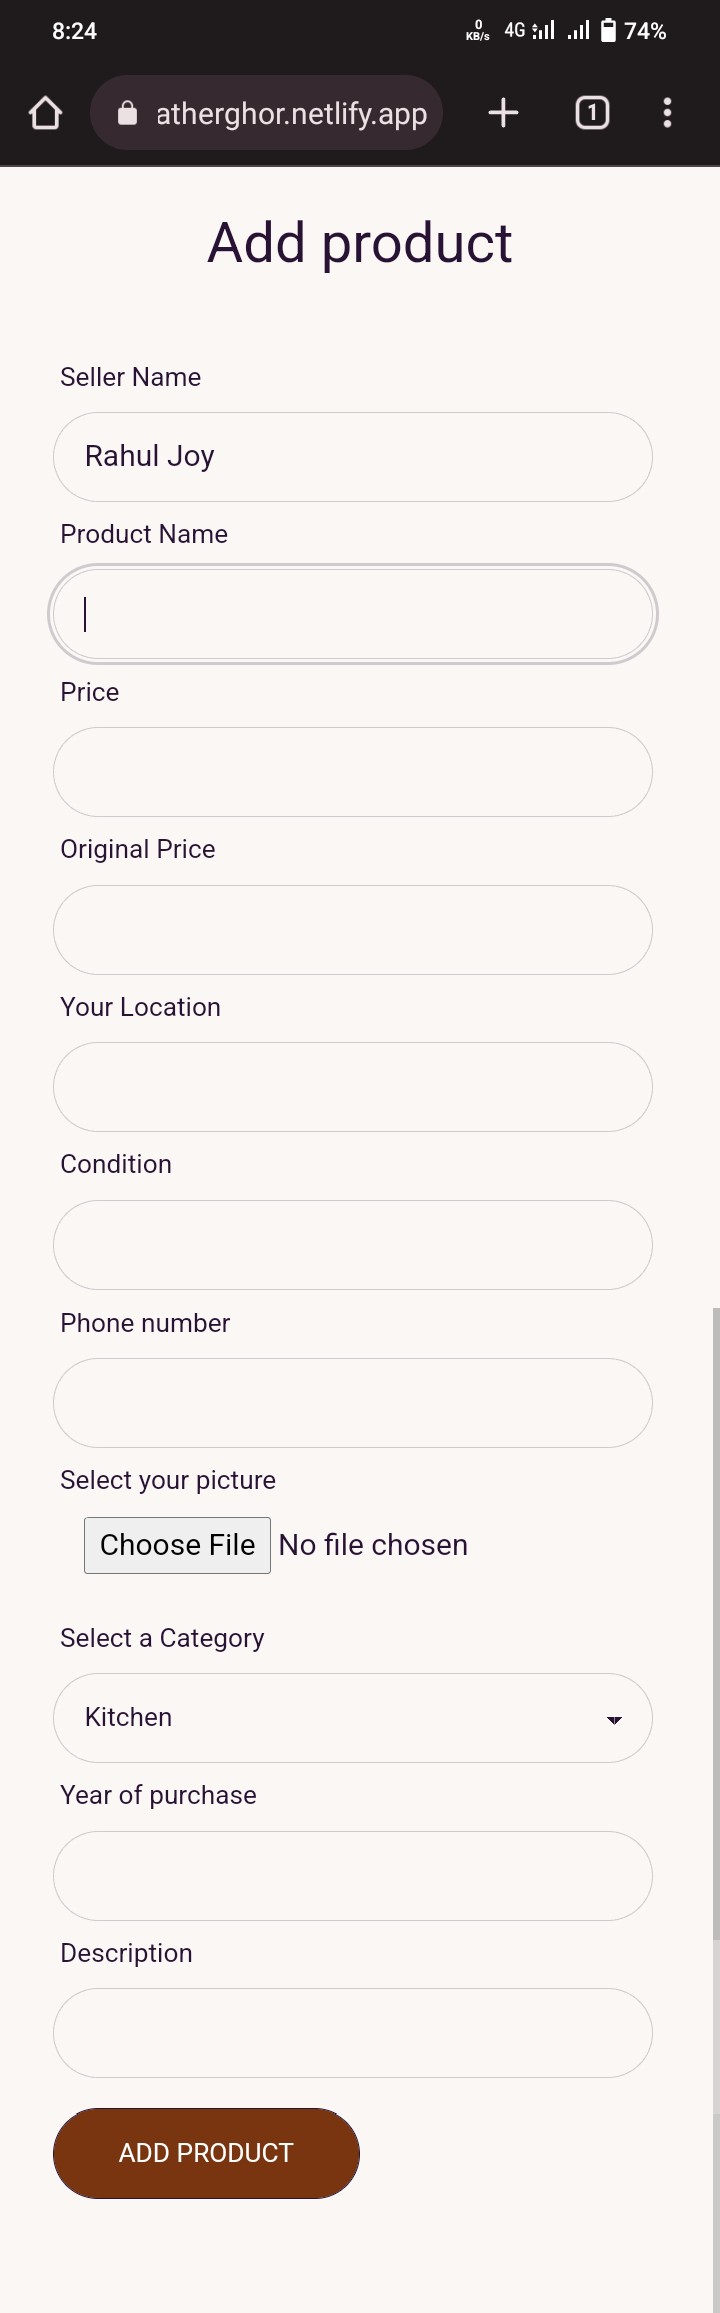 8:24
0
KB/s
4G
74%
atherghor.netlify.app
1
Add product
Seller Name
Rahul Joy
Product Name
Price
Original Price
Your Location
Condition
Phone number
Select your picture
Choose File No file chosen
Select a Category
Kitchen
Year of purchase
Description
ADD PRODUCT